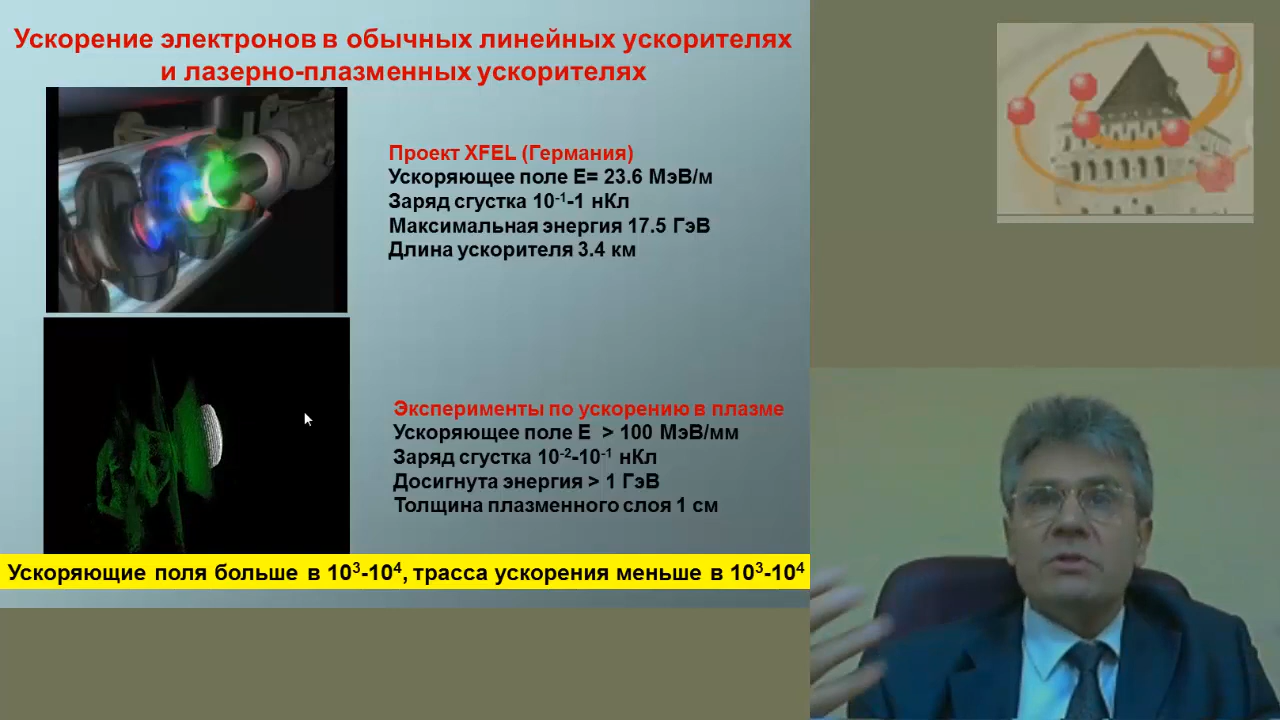 Ускорение электронов в обычных линейных ускорителях
и лазерно-плазменных ускорителях
Проект XFEL (Германия)
Ускоряющее поле E= 23.6 МэВ/м
Заряд сгустка 10⁻¹-1 нКл
Максимальная энергия 17.5 ГэВ
Длина ускорителя 3.4 км
Эксперименты по ускорению в плазме
Ускоряющее поле E > 100 МэВ/мм
Заряд сгустка 10⁻²-10⁻¹ нКл
Досигнута энергия > 1 ГэВ
Толщина плазменного слоя 1 см
Ускоряющие поля больше в 10³-10⁴, трасса ускорения меньше в 10³-10⁴